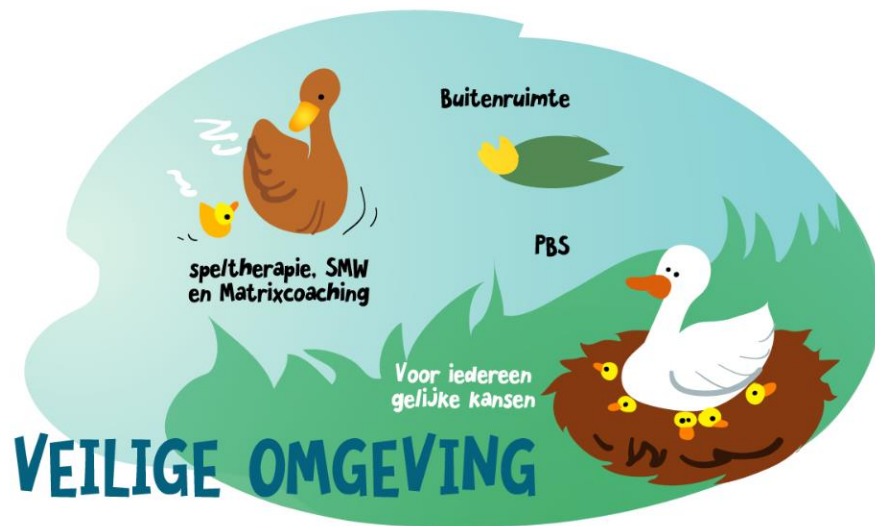 Buitenruimte
PBS
speltherapie, SMW
en Matrixcoaching
Voor iedereen
gelijke kansen
VEILIGE OMGEVING